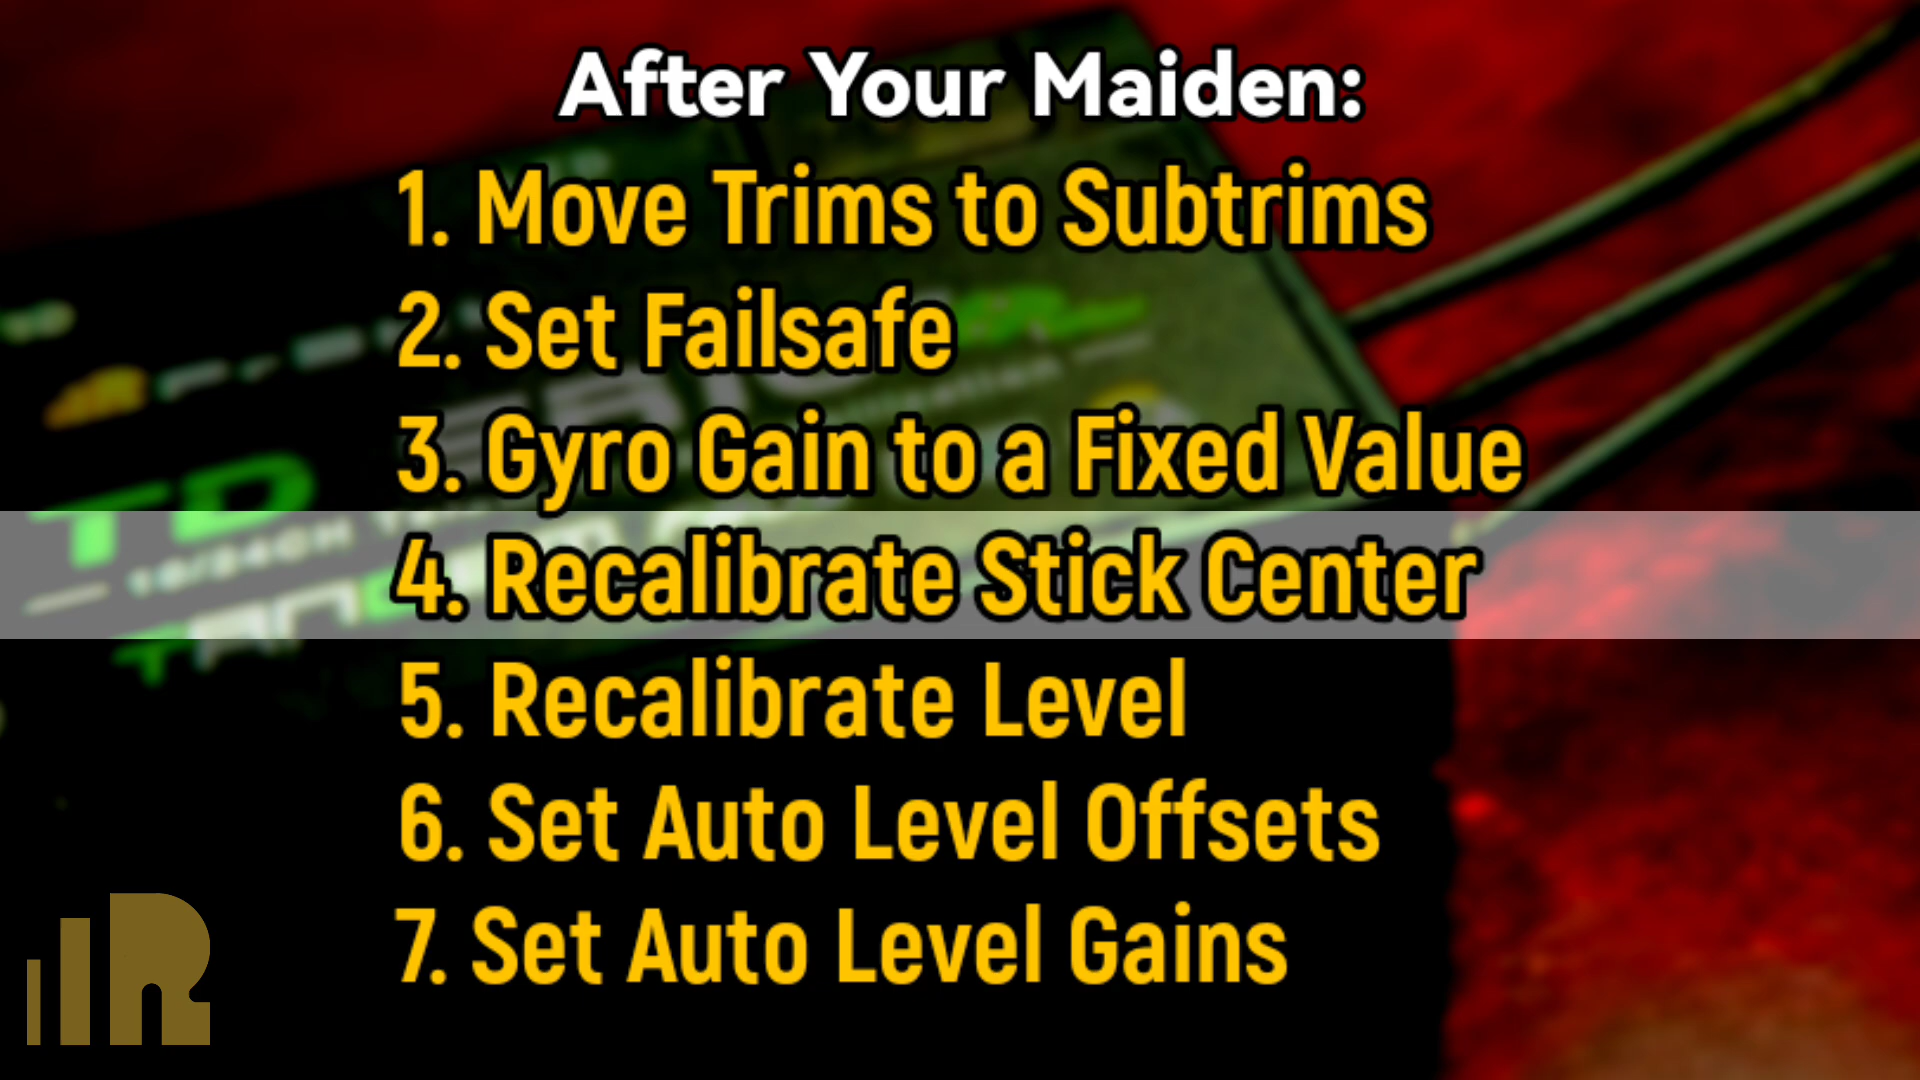 After Your Maiden:
1. Move Trims to Subtrims
2. Set Failsafe
3. Gyro Gain to a Fixed Value
4. Recalibrate Stick Center
5. Recalibrate Level
6. Set Auto Level Offsets
7. Set Auto Level Gains
TD
R